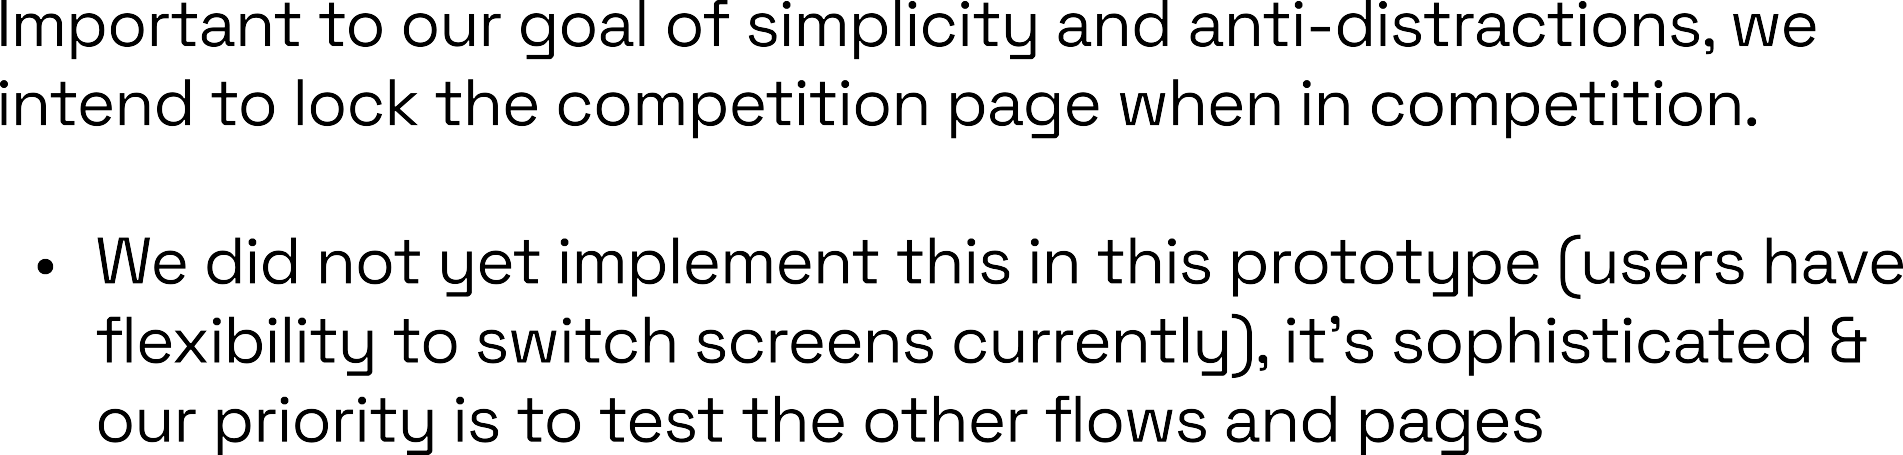 Important to our goal of simplicity and anti-distractions, we
intend to lock the competition page when in competition.
• We did not yet implement this in this prototype (users have
flexibility to switch screens currently), it’s sophisticated &
our priority is to test the other flows and pages